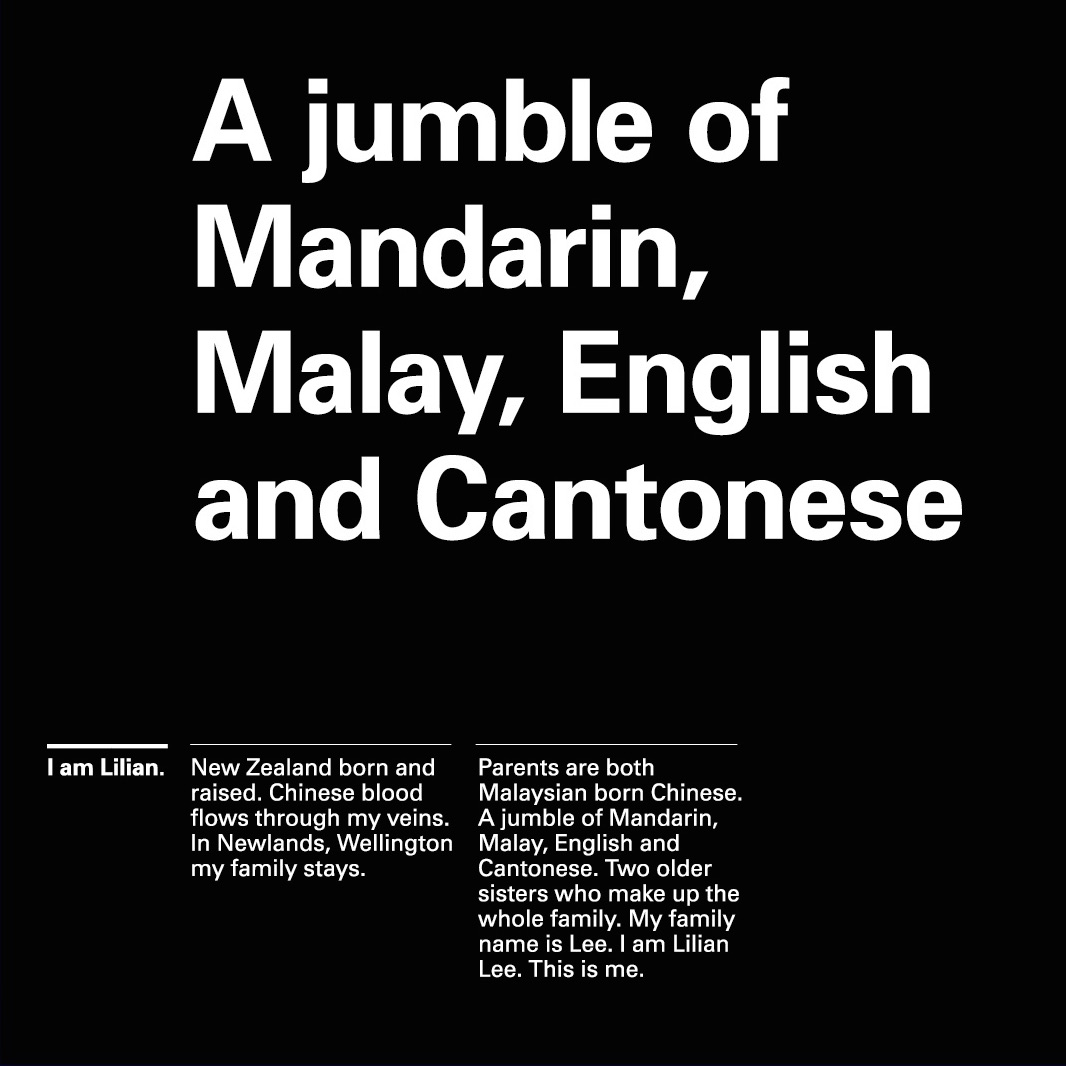 A jumble of
Mandarin,
Malay, English
and Cantonese
I am Lilian.
New Zealand born and
raised. Chinese blood
flows through my veins.
In Newlands, Wellington
my family stays.
Parents are both
Malaysian born Chinese.
A jumble of Mandarin,
Malay, English and
Cantonese. Two older
sisters who make up the
whole family. My family
name is Lee. I am Lilian
Lee. This is me.